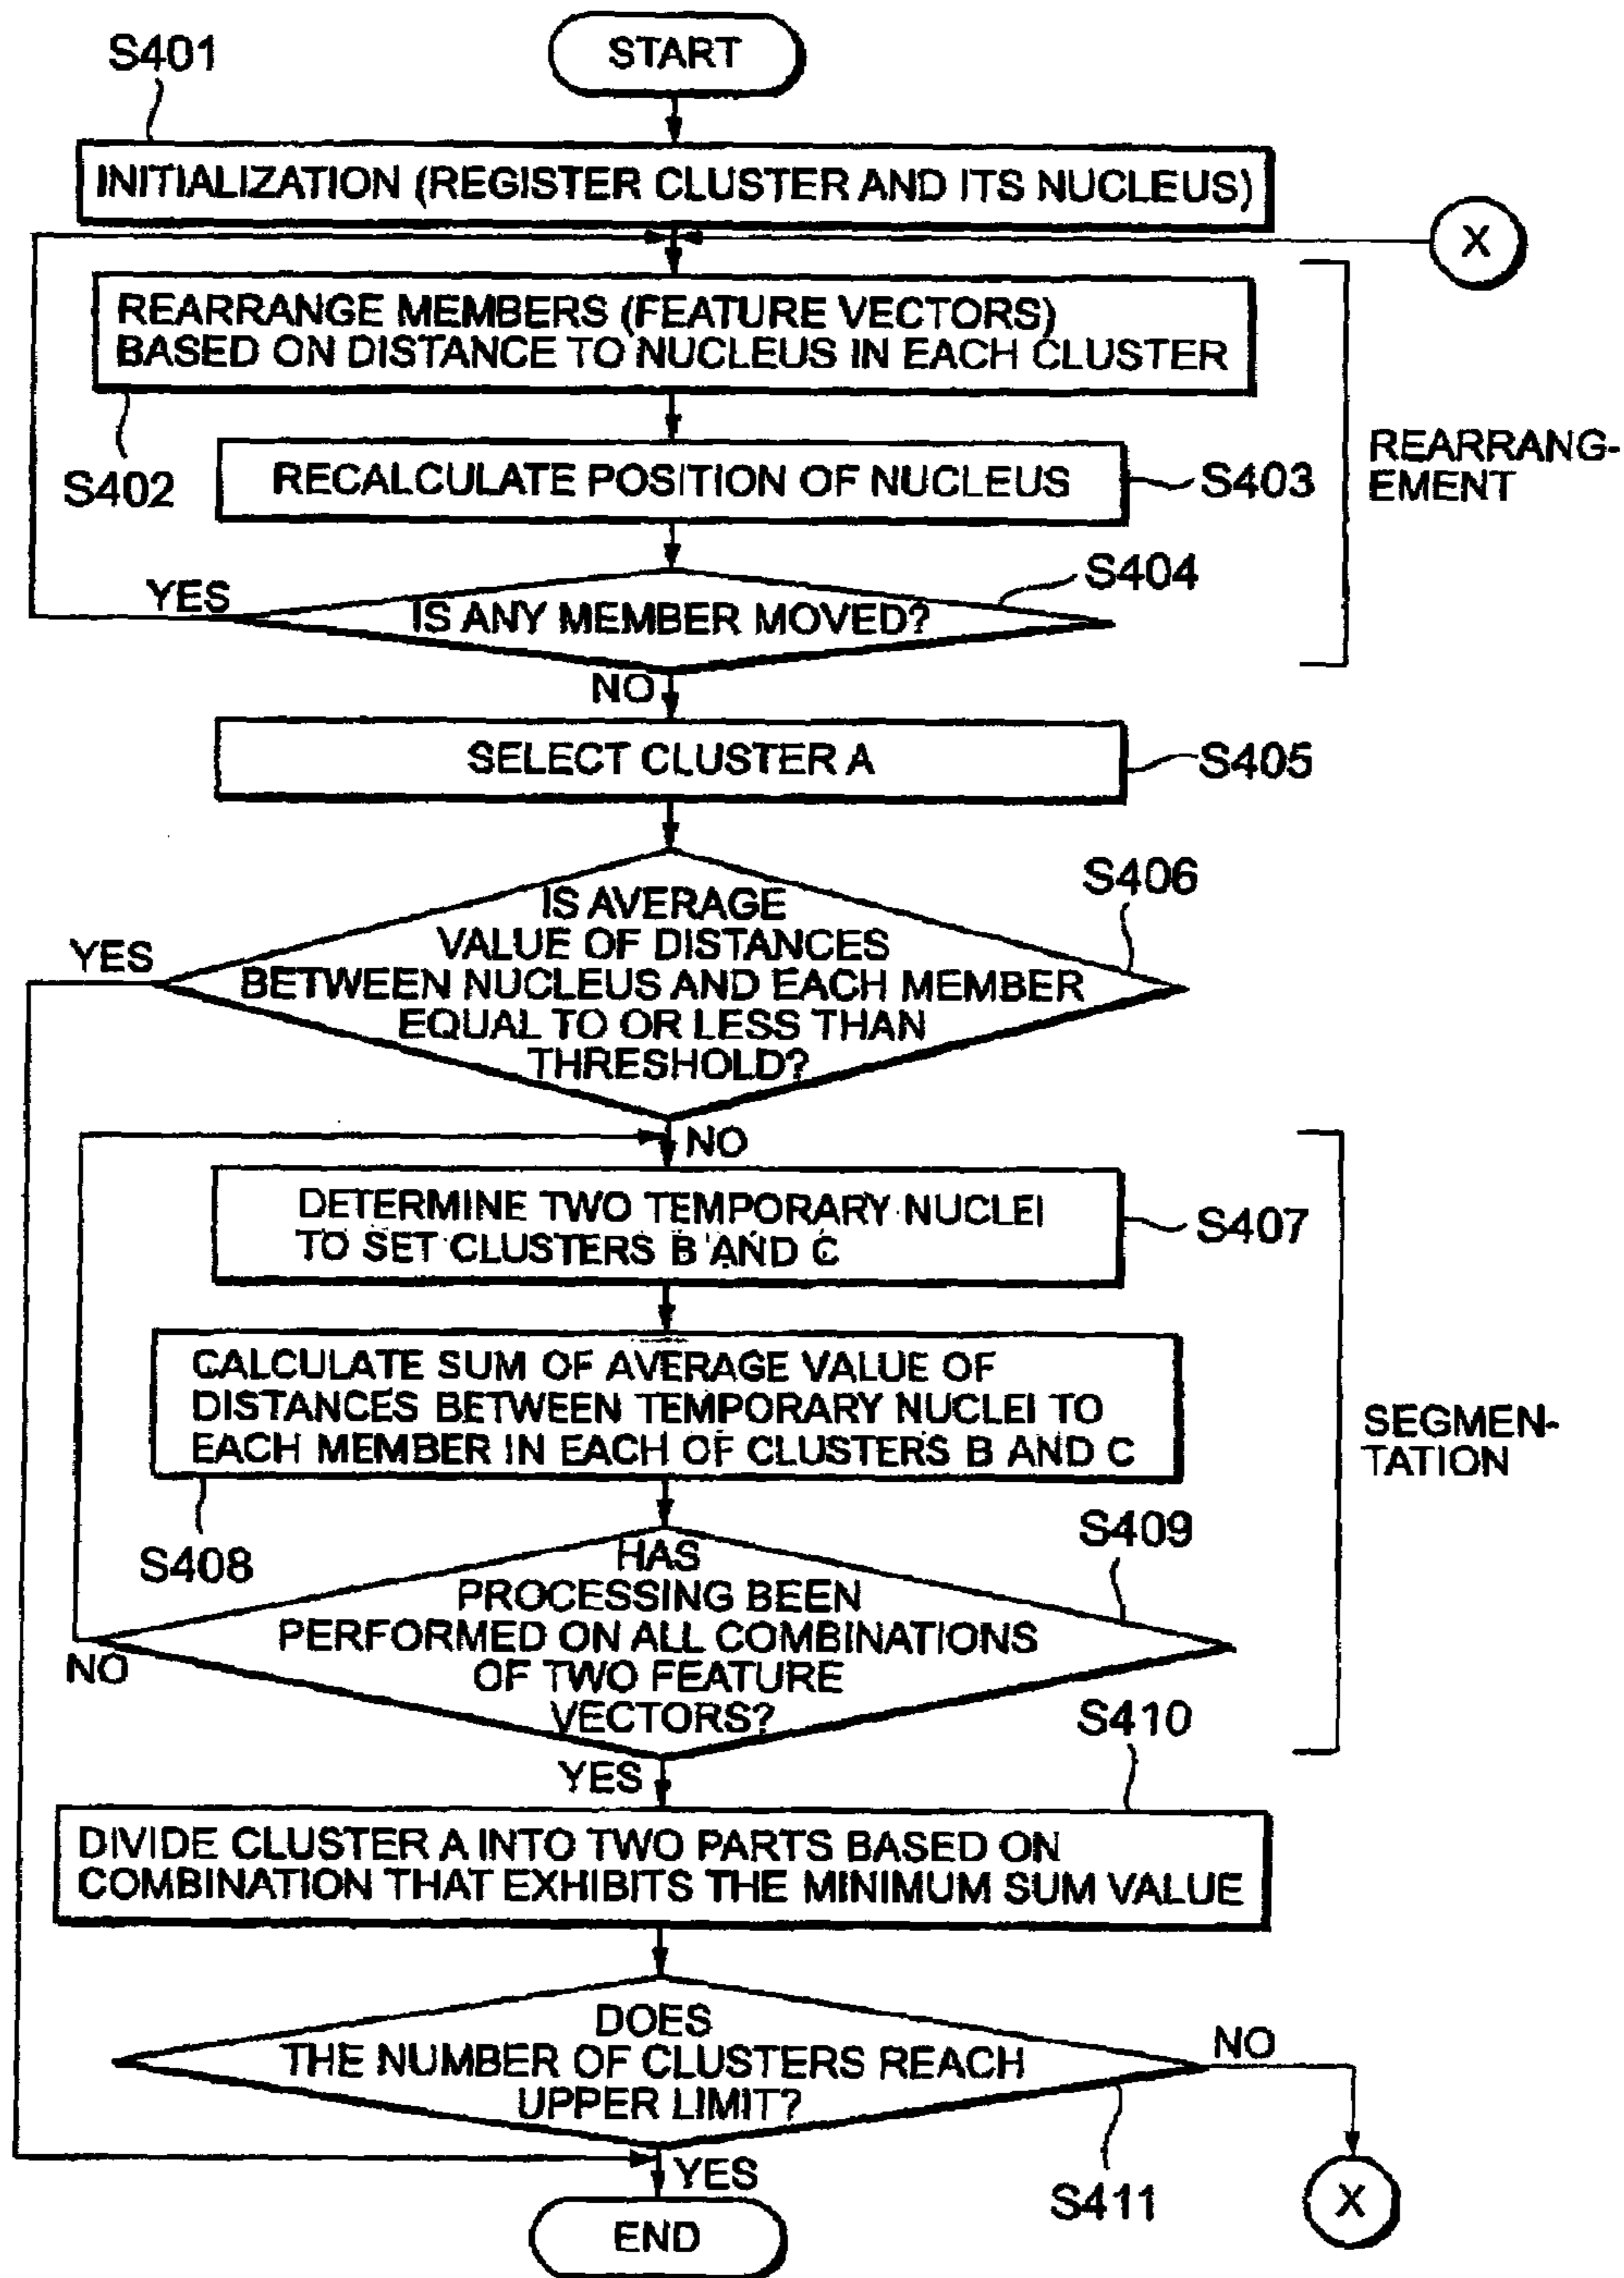 START
S401
INITIALIZATION (REGISTER CLUSTER AND ITS NUCLEUS)
X
REARRANGE MEMBERS (FEATURE VECTORS)
BASED ON DISTANCE TO NUCLEUS IN EACH CLUSTER
S402
RECALCULATE POSITION OF NUCLEUS
S403
REARRANG-
EMENT
S404
YES
IS ANY MEMBER MOVED?
NO
SELECT CLUSTER A
S405
S406
YES
IS AVERAGE
VALUE OF DISTANCES
BETWEEN NUCLEUS AND EACH MEMBER
EQUAL TO OR LESS THAN
THRESHOLD?
NO
DETERMINE TWO TEMPORARY NUCLEI
TO SET CLUSTERS B AND C
S407
CALCULATE SUM OF AVERAGE VALUE OF
DISTANCES BETWEEN TEMPORARY NUCLEI TO
EACH MEMBER IN EACH OF CLUSTERS B AND C
SEGMEN-
TATION
S408
S409
HAS
PROCESSING BEEN
PERFORMED ON ALL COMBINATIONS
OF TWO FEATURE
VECTORS?
NO
S410
YES
DIVIDE CLUSTER A INTO TWO PARTS BASED ON
COMBINATION THAT EXHIBITS THE MINIMUM SUM VALUE
DOES
THE NUMBER OF CLUSTERS REACH
UPPER LIMIT?
NO
YES
S411
X
END